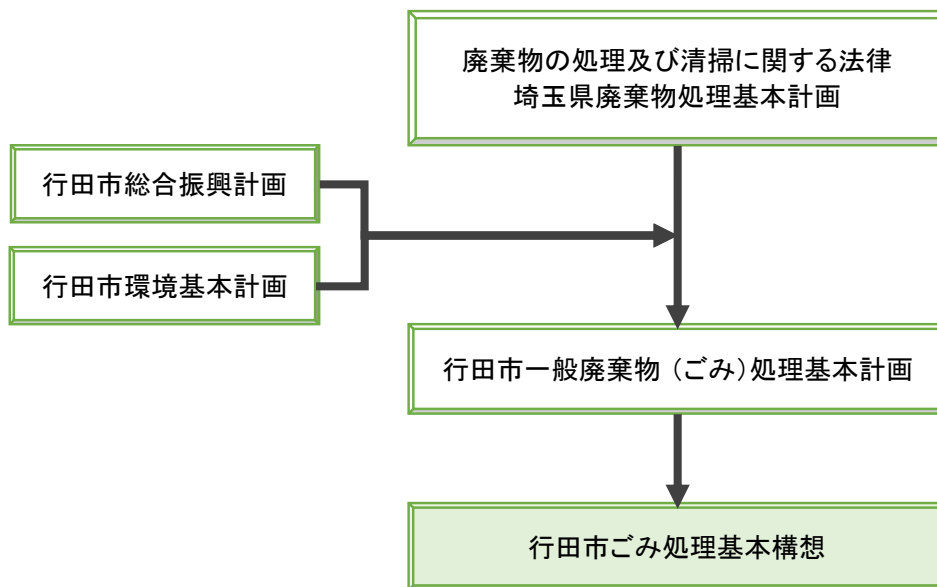 廃棄物の処理及び清掃に関する法律
埼玉県廃棄物処理基本計画
行田市総合振興計画
行田市環境基本計画
行田市一般廃棄物（ごみ）処理基本計画
行田市ごみ処理基本構想